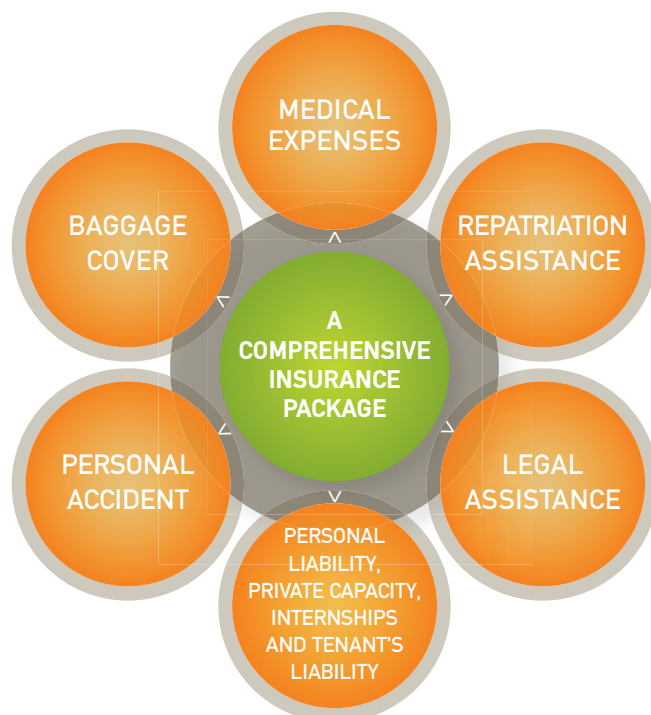 MEDICAL
EXPENSES
BAGGAGE
COVER
REPATRIATION
ASSISTANCE
A
COMPREHENSIVE
INSURANCE
PACKAGE
PERSONAL
ACCIDENT
LEGAL
ASSISTANCE
PERSONAL
LIABILITY,
PRIVATE CAPACITY,
INTERNSHIPS
AND TENANT'S
LIABILITY